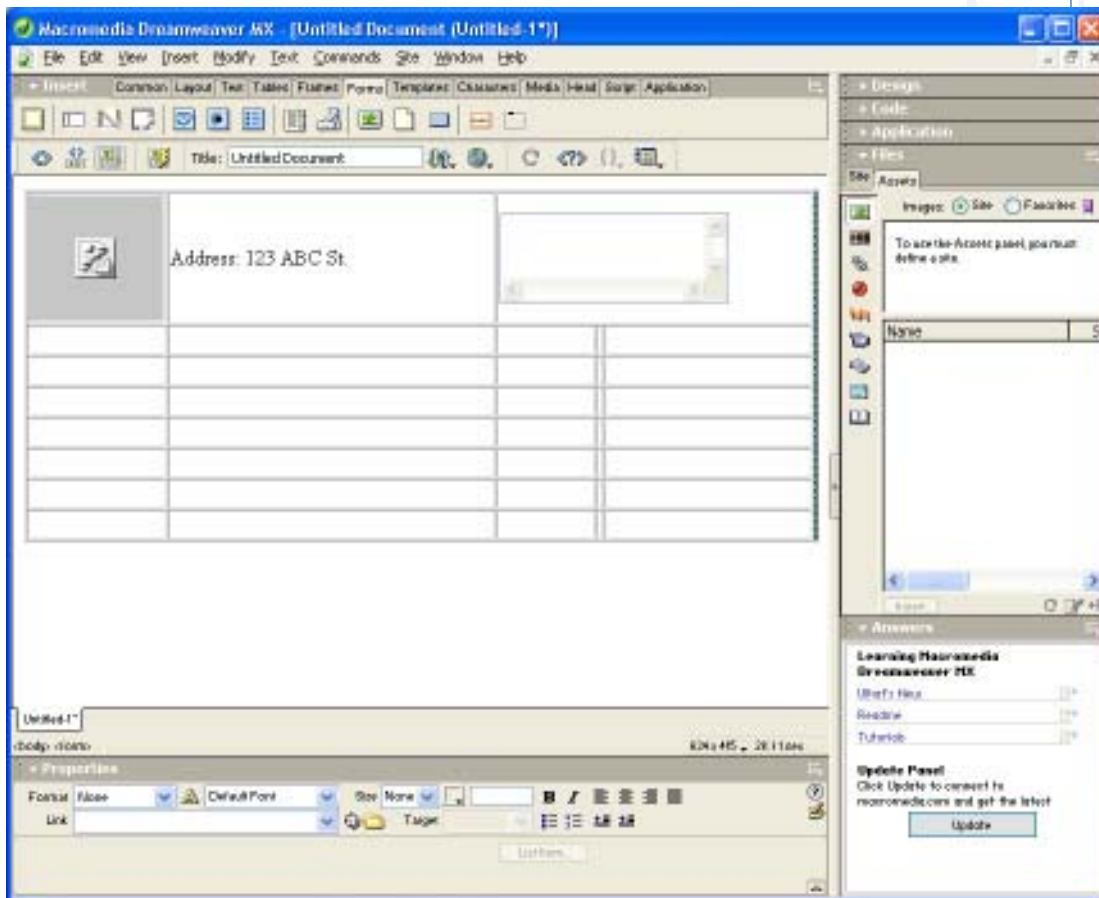 Macromedia Dreamweaver MX - [Untitled Document (Untitled-1*)]
File Edit View Insert Modify Text Commands Site Window Help
Insert Common Layout Text Tables Frames Forms Templates Characters Media Head Script Application
Title: Untitled Document
Address: 123 ABC St.
Design
Code
Application
Files
Site Assets
Images: Site Favorites
To use the Assets panel, you must
define a site.
Name S
Insert
Answers
Learning Macromedia
Dreamweaver MX
What's New
Readme
Tutorials
Update Panel
Click Update to connect to
macromedia.com and get the latest
Update
Untitled-1*
<body> <form>
Properties
Format None Default Font Size None
Link Target
List Item...